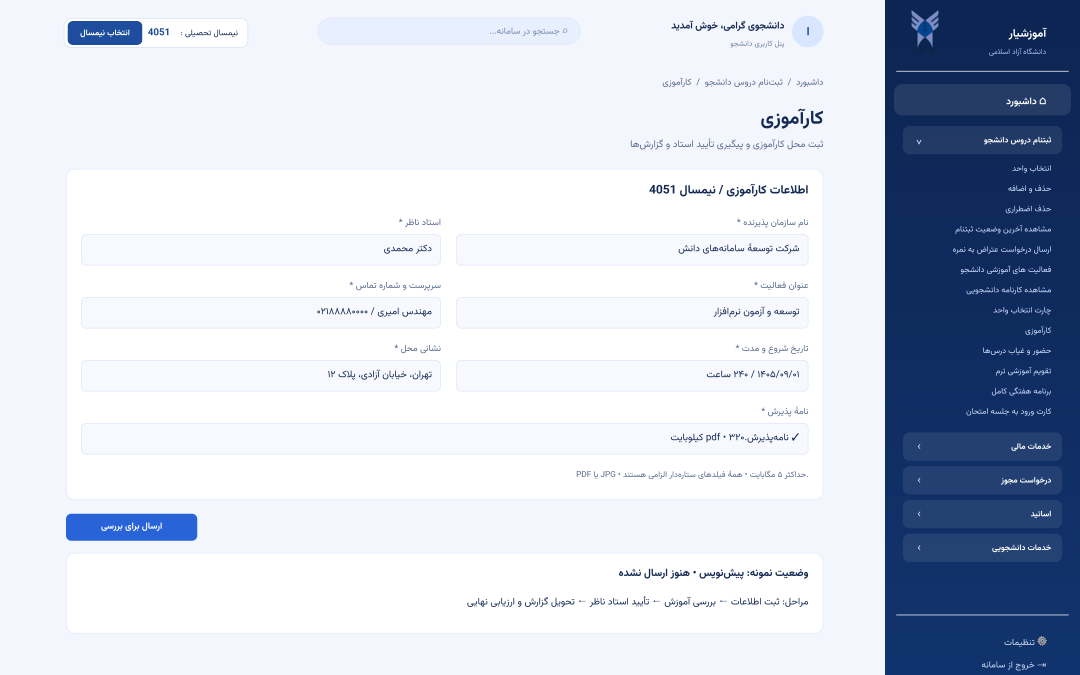 آموزشیار
دانشگاه آزاد اسلامی
داشبورد
ثبتنام دروس دانشجو
انتخاب واحد
حذف و اضافه
حذف اضطراری
مشاهده آخرین وضعیت ثبتنام
ارسال درخواست عتراض به نمره
فعالیت های آموزشی دانشجو
مشاهده کارنامه دانشجویی
چارت انتخاب واحد
کارآموزی
حضور و غیاب درس‌ها
تقویم آموزشی ترم
برنامه هفتگی کامل
کارت ورود به جلسه امتحان
خدمات مالی
درخواست مجوز
اساتید
خدمات دانشجویی
تنظیمات
خروج از سامانه
ا
دانشجوی گرامی، خوش آمدید
پنل کاربری دانشجو
جستجو در سامانه...
نیمسال تحصیلی : 4051 انتخاب نیمسال
داشبورد / ثبت‌نام دروس دانشجو / کارآموزی
کارآموزی
ثبت محل کارآموزی و پیگیری تأیید استاد و گزارش‌ها
اطلاعات کارآموزی / نیمسال 4051
نام سازمان پذیرنده *
شرکت توسعهٔ سامانه‌های دانش
استاد ناظر *
دکتر محمدی
عنوان فعالیت *
توسعه و آزمون نرم‌افزار
سرپرست و شماره تماس *
مهندس امیری / ۰۲۱۸۸۸۸۰۰۰۰
تاریخ شروع و مدت *
۱۴۰۵/۰۹/۰۱ / ۲۴۰ ساعت
نشانی محل *
تهران، خیابان آزادی، پلاک ۱۲
نامهٔ پذیرش *
✓ نامه‌پذیرش.pdf • ۳۲۰ کیلوبایت
PDF یا JPG • حداکثر ۵ مگابایت • همهٔ فیلدهای ستاره‌دار الزامی هستند.
ارسال برای بررسی
وضعیت نمونه: پیش‌نویس • هنوز ارسال نشده
مراحل: ثبت اطلاعات ← بررسی آموزش ← تأیید استاد ناظر ← تحویل گزارش و ارزیابی نهایی